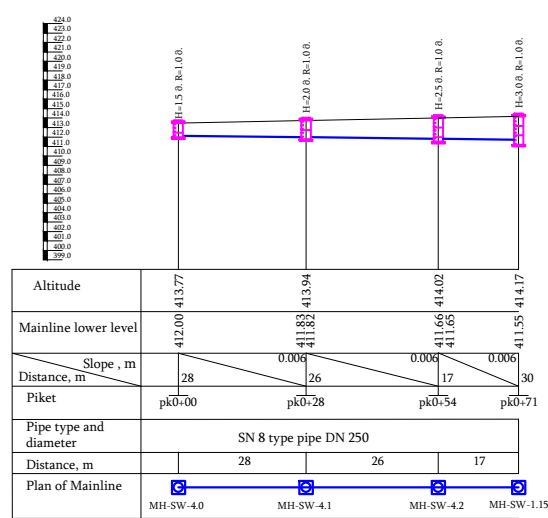 424.0
423.0
422.0
421.0
420.0
419.0
418.0
417.0
416.0
415.0
414.0
413.0
412.0
411.0
410.0
409.0
408.0
407.0
406.0
405.0
404.0
403.0
402.0
401.0
400.0
399.0
H=1.5 მ. R=1.0 მ.
H=2.0 მ. R=1.0 მ.
H=2.5 მ. R=1.0 მ.
H=3.0 მ. R=1.0 მ.
Altitude 413.77 413.94 414.02 414.17
Mainline lower level 412.00 411.83 411.82 411.66 411.65 411.55
Slope , m 0.006 0.006 0.006
Distance, m 28 26 17 30
Piket pk0+00 pk0+28 pk0+54 pk0+71
Pipe type and
diameter
SN 8 type pipe DN 250
Distance, m 28 26 17
Plan of Mainline
MH-SW-4.0 MH-SW-4.1 MH-SW-4.2 MH-SW-1.15